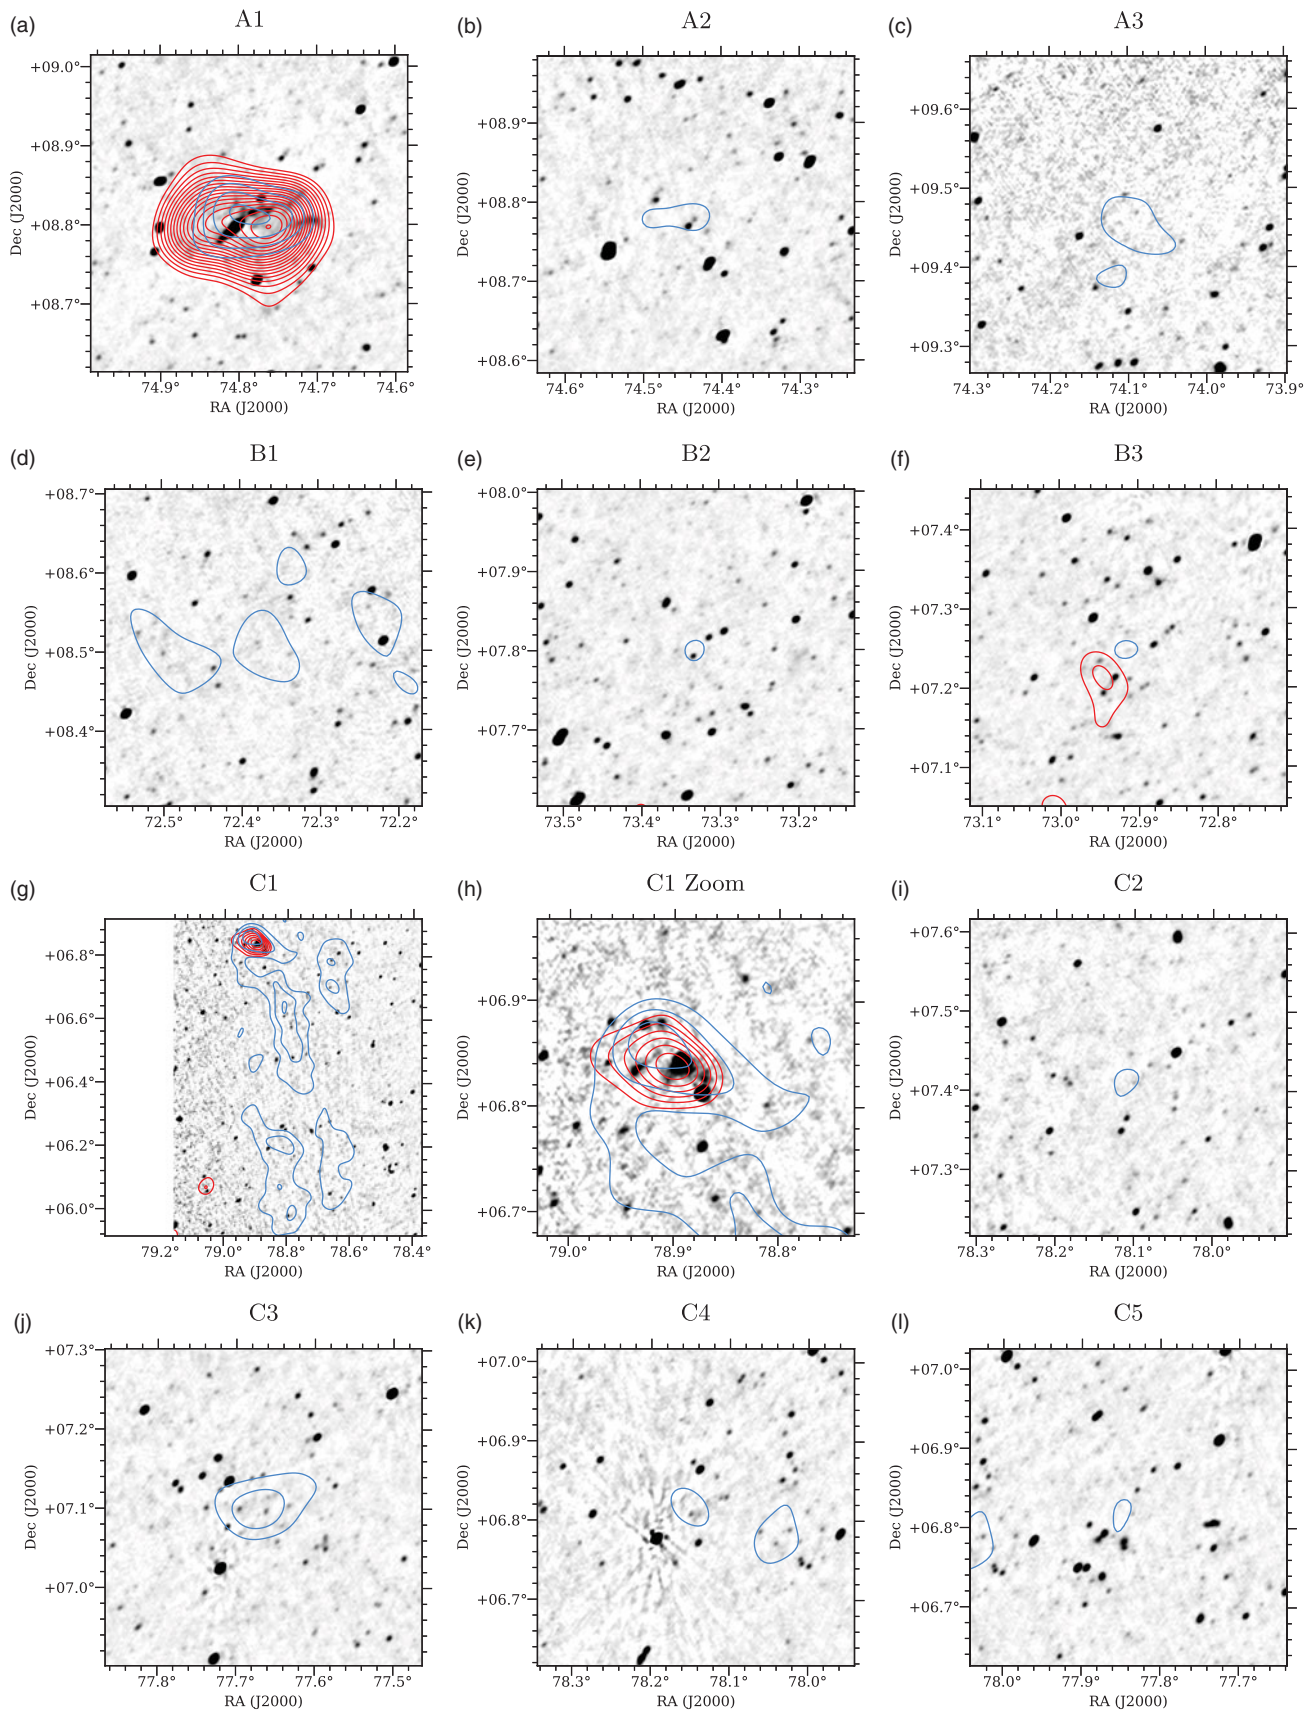 (a) A1
(b) A2
(c) A3
+09.0°
+08.9°
+08.8°
+08.7°
Dec (J2000)
74.9° 74.8° 74.7° 74.6°
RA (J2000)
+08.9°
+08.8°
+08.7°
+08.6°
Dec (J2000)
74.6° 74.5° 74.4° 74.3°
RA (J2000)
+09.6°
+09.5°
+09.4°
+09.3°
Dec (J2000)
74.3° 74.2° 74.1° 74.0° 73.9°
RA (J2000)
(d) B1
(e) B2
(f) B3
+08.7°
+08.6°
+08.5°
+08.4°
Dec (J2000)
72.5° 72.4° 72.3° 72.2°
RA (J2000)
+08.0°
+07.9°
+07.8°
+07.7°
Dec (J2000)
73.5° 73.4° 73.3° 73.2°
RA (J2000)
+07.4°
+07.3°
+07.2°
+07.1°
Dec (J2000)
73.1° 73.0° 72.9° 72.8°
RA (J2000)
(g) C1
(h) C1 Zoom
(i) C2
+06.8°
+06.6°
+06.4°
+06.2°
+06.0°
Dec (J2000)
79.2° 79.0° 78.8° 78.6° 78.4°
RA (J2000)
+06.9°
+06.8°
+06.7°
Dec (J2000)
79.0° 78.9° 78.8°
RA (J2000)
+07.6°
+07.5°
+07.4°
+07.3°
Dec (J2000)
78.3° 78.2° 78.1° 78.0°
RA (J2000)
(j) C3
(k) C4
(l) C5
+07.3°
+07.2°
+07.1°
+07.0°
Dec (J2000)
77.8° 77.7° 77.6° 77.5°
RA (J2000)
+07.0°
+06.9°
+06.8°
+06.7°
Dec (J2000)
78.3° 78.2° 78.1° 78.0°
RA (J2000)
+07.0°
+06.9°
+06.8°
+06.7°
Dec (J2000)
78.0° 77.9° 77.8° 77.7°
RA (J2000)